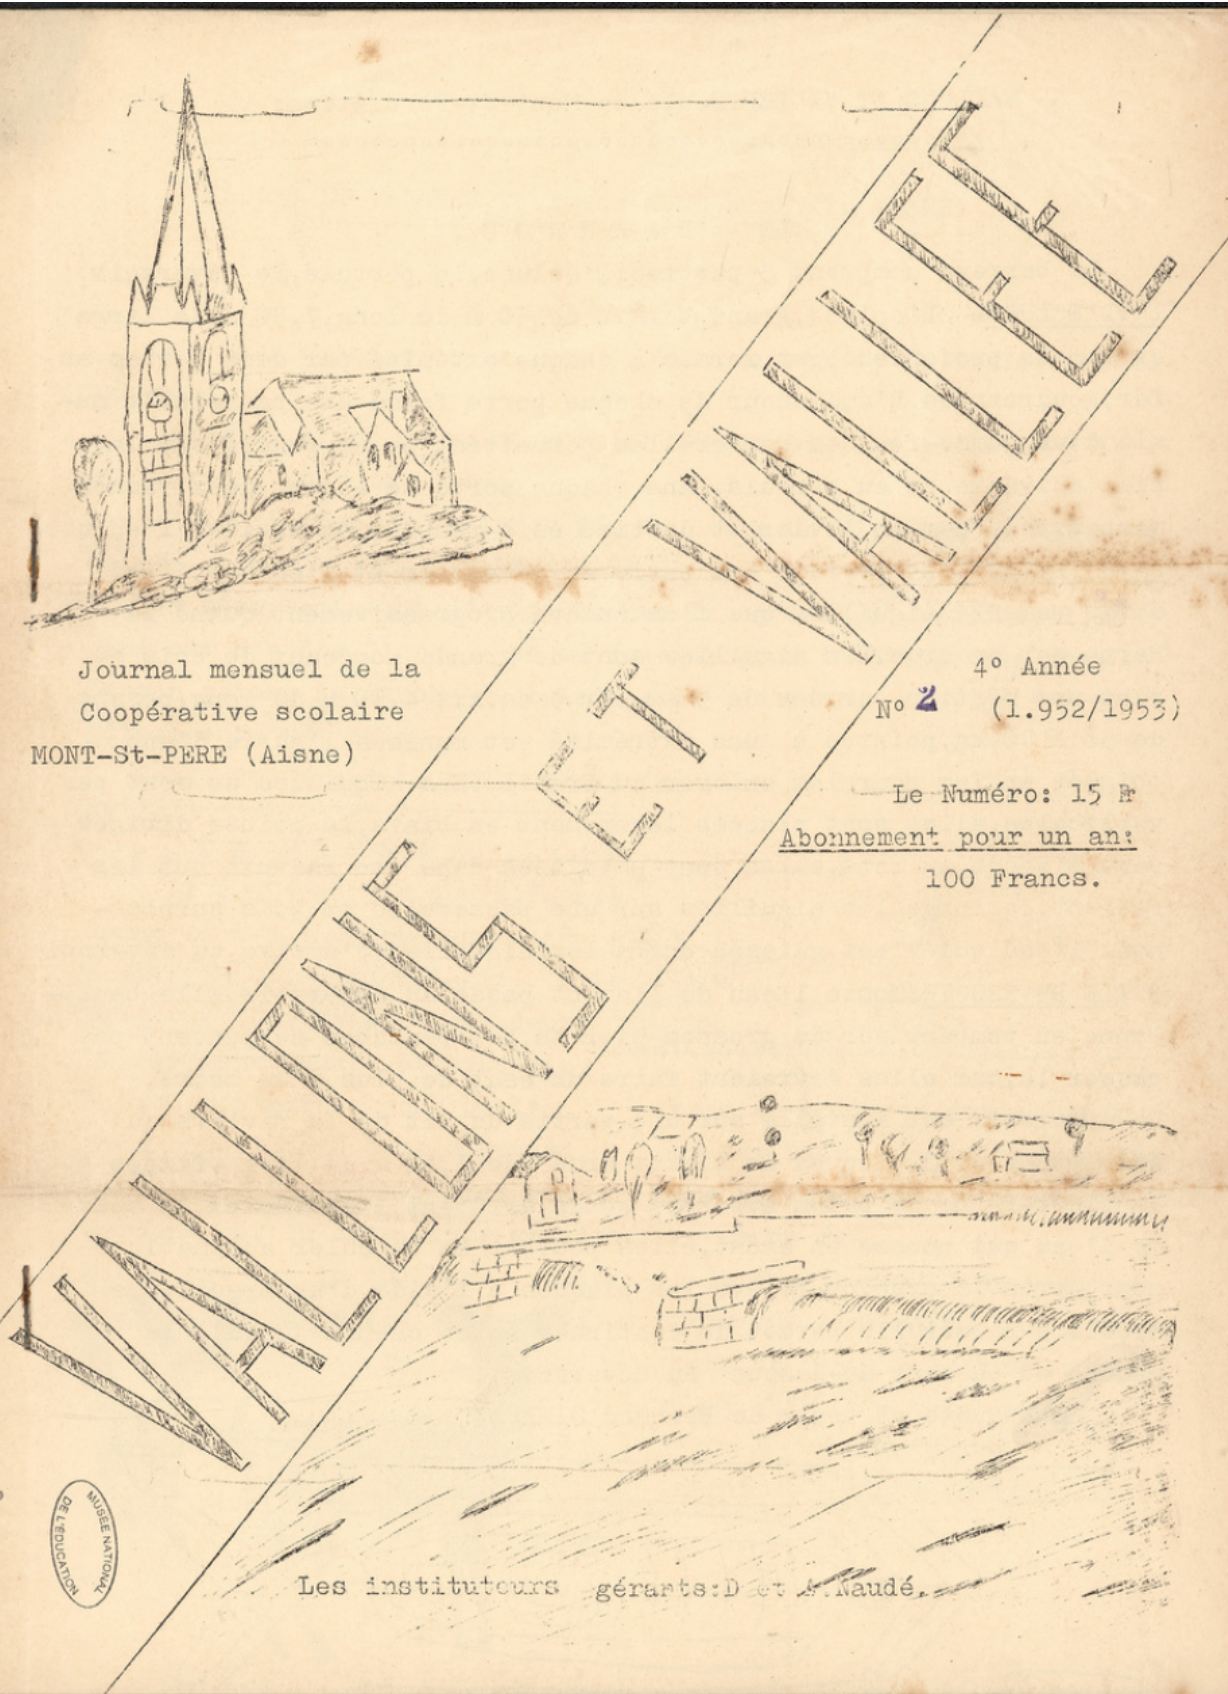 VALLONS ET VALLEE
Journal mensuel de la
Coopérative scolaire
MONT-St-PERE (Aisne)
4° Année
N° 2 (1.952/1953)
Le Numéro: 15 Fr
Abonnement pour un an:
100 Francs.
Les instituteurs gérants:D et A.Naudé.
MUSÉE NATIONAL
DE L'ÉDUCATION